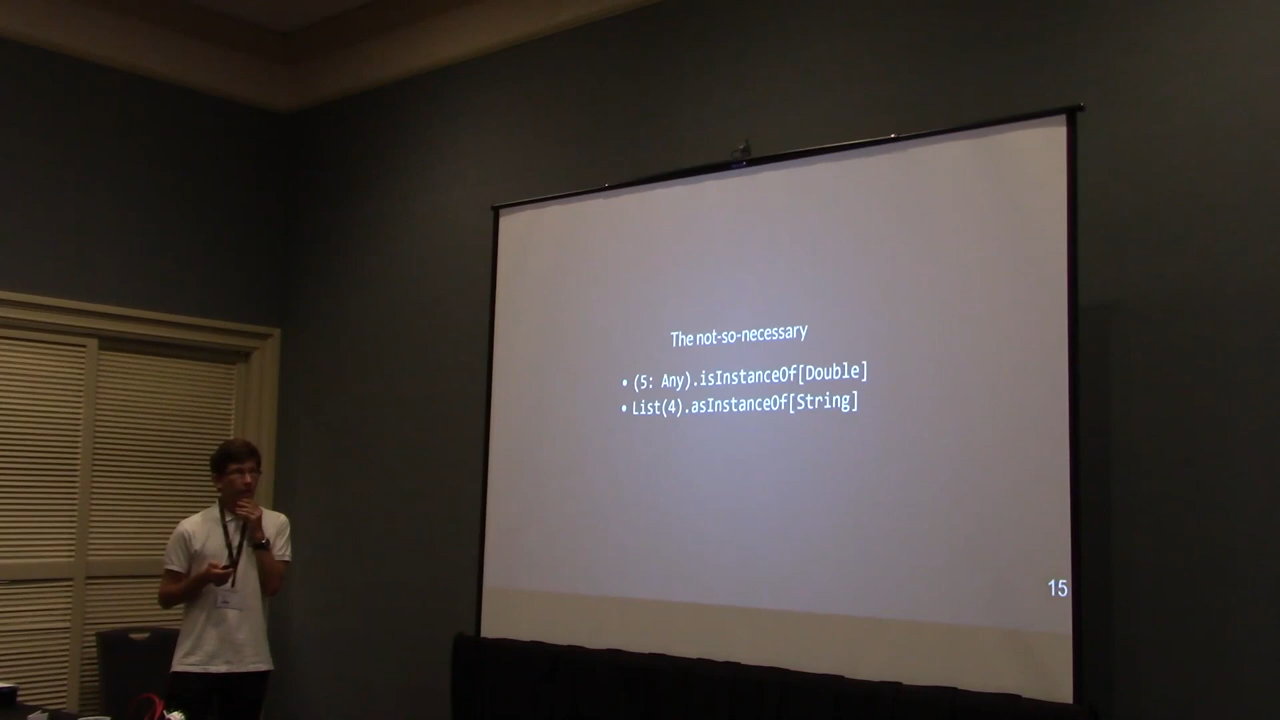 The not-so-necessary
• (5: Any).isInstanceOf[Double]
• List(4).asInstanceOf[String]
15